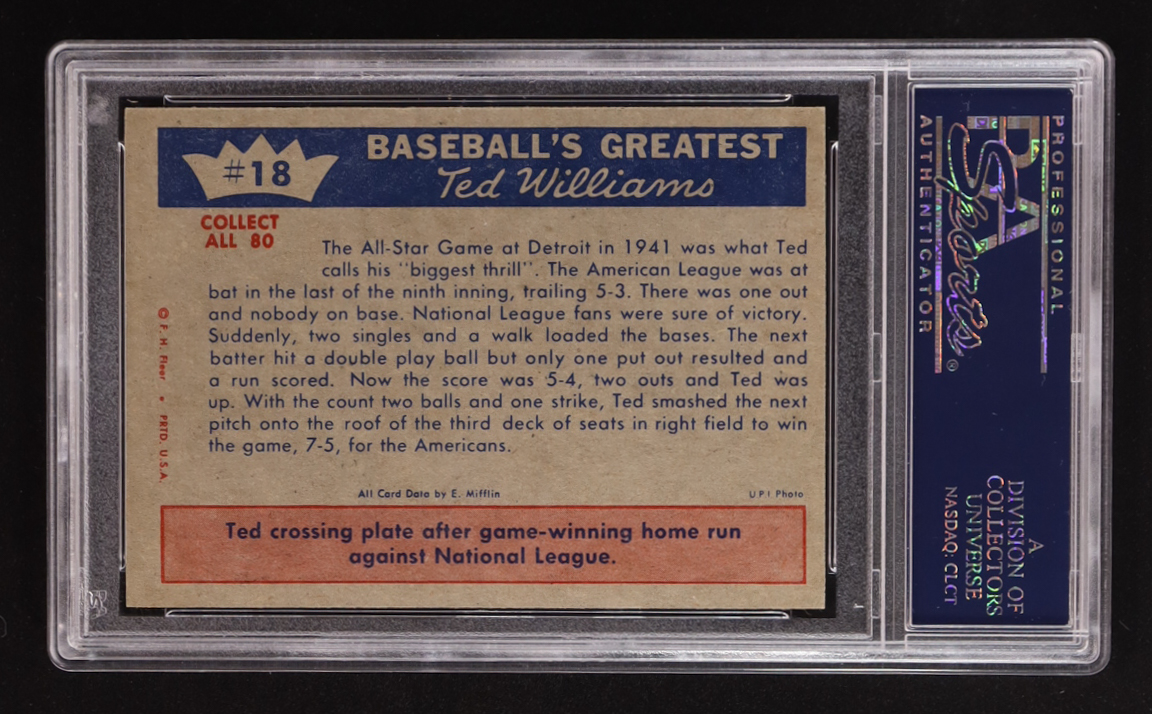 #18
BASEBALL'S GREATEST
Ted Williams
COLLECT
ALL 80
The All-Star Game at Detroit in 1941 was what Ted
calls his "biggest thrill". The American League was at
bat in the last of the ninth inning, trailing 5-3. There was one out
and nobody on base. National League fans were sure of victory.
Suddenly, two singles and a walk loaded the bases. The next
batter hit a double play ball but only one put out resulted and
a run scored. Now the score was 5-4, two outs and Ted was
up. With the count two balls and one strike, Ted smashed the next
pitch onto the roof of the third deck of seats in right field to win
the game, 7-5, for the Americans.
© F. H. Fleer • PRTD. U.S.A.
All Card Data by E. Mifflin
UPI Photo
Ted crossing plate after game-winning home run
against National League.
PROFESSIONAL
PSA
Sports®
AUTHENTICATOR
A
DIVISION OF
COLLECTORS
UNIVERSE
NASDAQ: CLCT